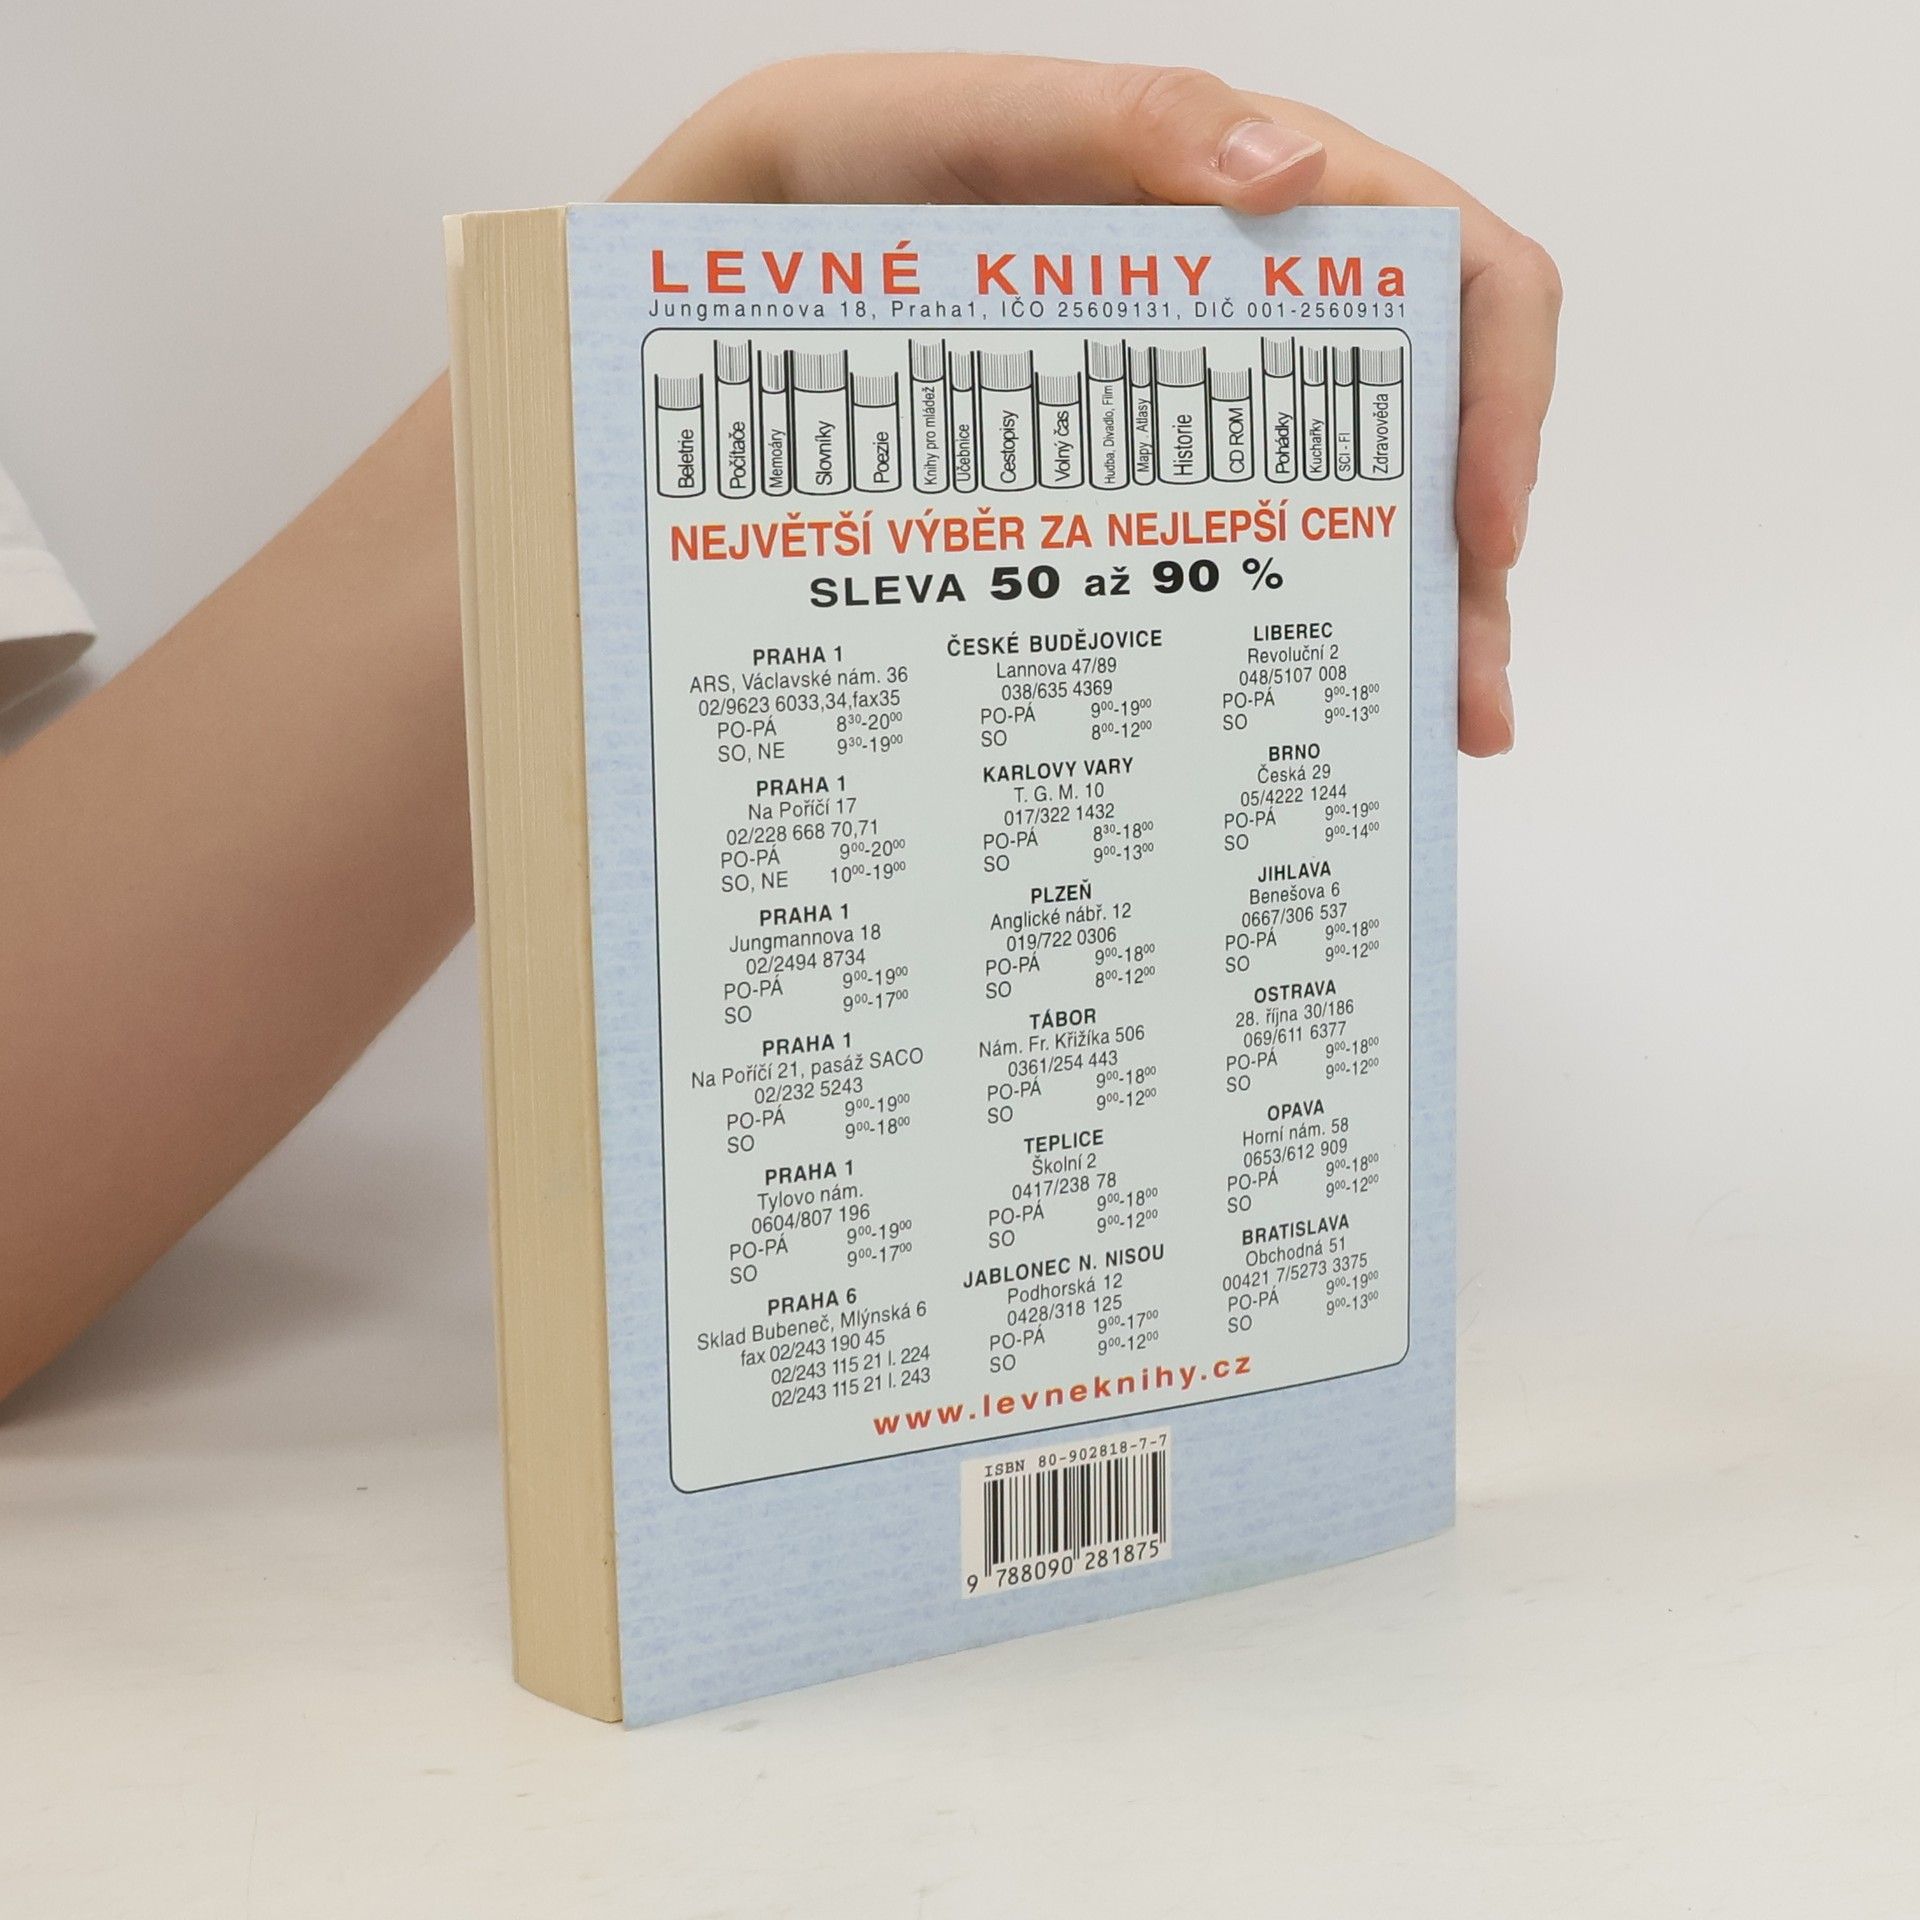 LEVNÉ KNIHY KMa
Jungmannova 18, Praha1, IČO 25609131, DIČ 001-25609131
Beletrie
Počítače
Memoáry
Slovníky
Poezie
Knihy pro mládež
Učebnice
Cestopisy
Volný čas
Hudba, Divadlo, Film
Mapy . Atlasy
Historie
CD ROM
Pohádky
Kuchařky
SCI - FI
Zdravověda
NEJVĚTŠÍ VÝBĚR ZA NEJLEPŠÍ CENY
SLEVA 50 až 90 %
PRAHA 1
ARS, Václavské nám. 36
02/9623 6033,34,fax35
PO-PÁ 8³⁰-20⁰⁰
SO, NE 9³⁰-19⁰⁰
PRAHA 1
Na Poříčí 17
02/228 668 70,71
PO-PÁ 9⁰⁰-20⁰⁰
SO, NE 10⁰⁰-19⁰⁰
PRAHA 1
Jungmannova 18
02/2494 8734
PO-PÁ 9⁰⁰-19⁰⁰
SO 9⁰⁰-17⁰⁰
PRAHA 1
Na Poříčí 21, pasáž SACO
02/232 5243
PO-PÁ 9⁰⁰-19⁰⁰
SO 9⁰⁰-18⁰⁰
PRAHA 1
Tylovo nám.
0604/807 196
PO-PÁ 9⁰⁰-19⁰⁰
SO 9⁰⁰-17⁰⁰
PRAHA 6
Sklad Bubeneč, Mlýnská 6
fax 02/243 190 45
02/243 115 21 l. 224
02/243 115 21 l. 243
ČESKÉ BUDĚJOVICE
Lannova 47/89
038/635 4369
PO-PÁ 9⁰⁰-19⁰⁰
SO 8⁰⁰-12⁰⁰
KARLOVY VARY
T. G. M. 10
017/322 1432
PO-PÁ 8³⁰-18⁰⁰
SO 9⁰⁰-13⁰⁰
PLZEŇ
Anglické nábř. 12
019/722 0306
PO-PÁ 9⁰⁰-18⁰⁰
SO 8⁰⁰-12⁰⁰
TÁBOR
Nám. Fr. Křižíka 506
0361/254 443
PO-PÁ 9⁰⁰-18⁰⁰
SO 9⁰⁰-12⁰⁰
TEPLICE
Školní 2
0417/238 78
PO-PÁ 9⁰⁰-18⁰⁰
SO 9⁰⁰-12⁰⁰
JABLONEC N. NISOU
Podhorská 12
0428/318 125
PO-PÁ 9⁰⁰-17⁰⁰
SO 9⁰⁰-12⁰⁰
LIBEREC
Revoluční 2
048/5107 008
PO-PÁ 9⁰⁰-18⁰⁰
SO 9⁰⁰-13⁰⁰
BRNO
Česká 29
05/4222 1244
PO-PÁ 9⁰⁰-19⁰⁰
SO 9⁰⁰-14⁰⁰
JIHLAVA
Benešova 6
0667/306 537
PO-PÁ 9⁰⁰-18⁰⁰
SO 9⁰⁰-12⁰⁰
OSTRAVA
28. října 30/186
069/611 6377
PO-PÁ 9⁰⁰-18⁰⁰
SO 9⁰⁰-12⁰⁰
OPAVA
Horní nám. 58
0653/612 909
PO-PÁ 9⁰⁰-18⁰⁰
SO 9⁰⁰-12⁰⁰
BRATISLAVA
Obchodná 51
00421 7/5273 3375
PO-PÁ 9⁰⁰-19⁰⁰
SO 9⁰⁰-13⁰⁰
www.levneknihy.cz
ISBN 80-902818-7-7
9 788090 281875